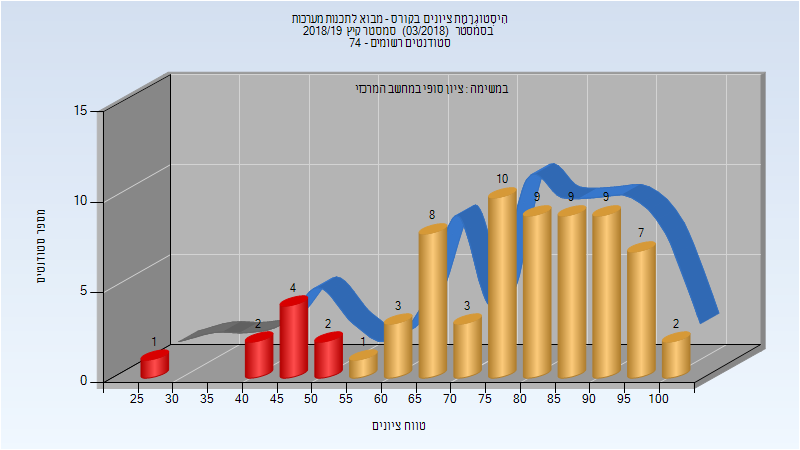 היסטוגרמת ציונים בקורס - מבוא לתכנות מערכות
בסמסטר (03/2018) סמסטר קיץ 2018/19
סטודנטים רשומים - 74
במשימה : ציון סופי במחשב המרכזי
מספר סטודנטים
15
10
5
0
1
2
4
2
1
3
8
3
10
9
9
9
7
2
25 30 35 40 45 50 55 60 65 70 75 80 85 90 95 100
טווח ציונים